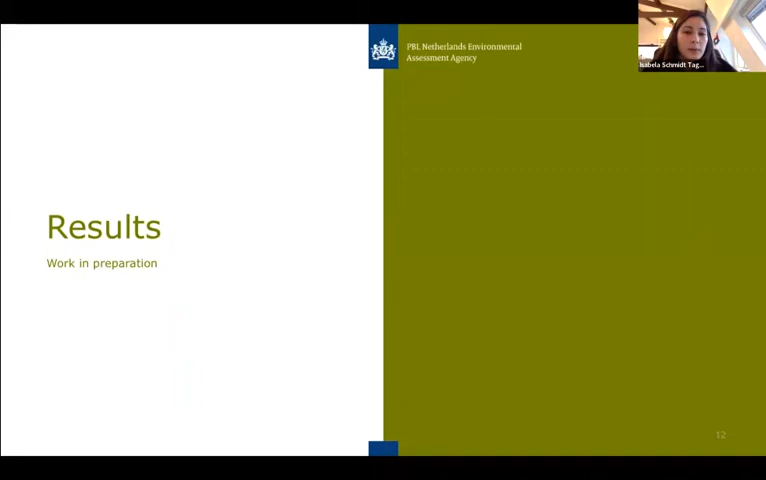 PBL Netherlands Environmental
Assessment Agency
Isabela Schmidt Tag...
Results
Work in preparation
12